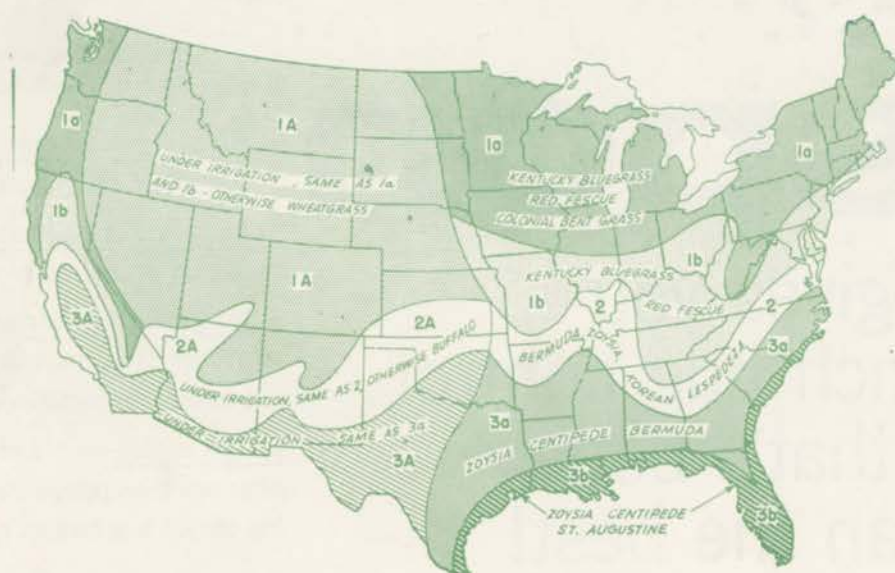 1a
1A
UNDER IRRIGATION, SAME AS 1a
AND 1b - OTHERWISE WHEATGRASS
1a
KENTUCKY BLUEGRASS
RED FESCUE
COLONIAL BENT GRASS
1a
1b
1A
KENTUCKY BLUEGRASS
1b
RED FESCUE
1b
2
2
3A
2A
2A
BERMUDA
ZOYSIA
KOREAN
LESPEDEZA
3a
UNDER IRRIGATION, SAME AS 2, OTHERWISE BUFFALO
UNDER IRRIGATION SAME AS 3a
3A
3a
ZOYSIA CENTIPEDE BERMUDA
3b
3b
ZOYSIA CENTIPEDE
ST. AUGUSTINE